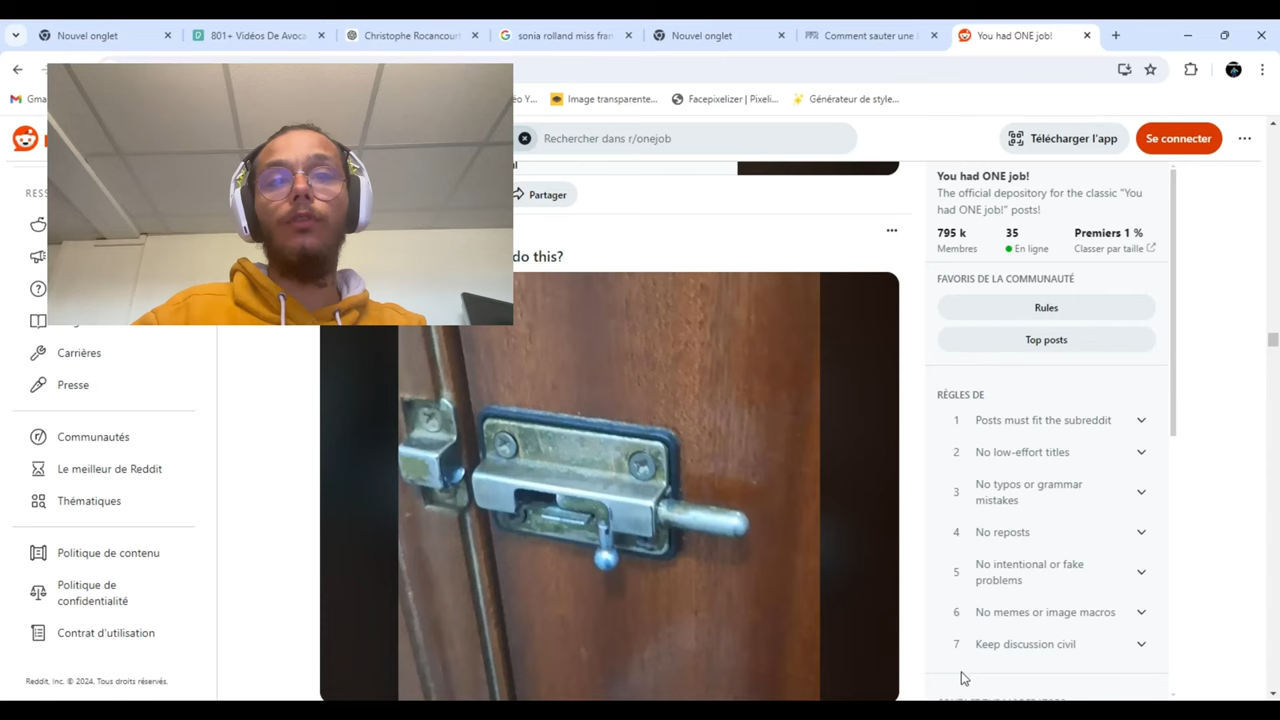 Nouvel onglet
801+ Vidéos De Avoca
Christophe Rocancourt
sonia rolland miss fran
Nouvel onglet
Comment sauter une
You had ONE job!
Gma
Image transparente...
Facepixelizer | Pixeli...
Générateur de style...
Rechercher dans r/onejob
Télécharger l'app
Se connecter
RESS
Carrières
Presse
Communautés
Le meilleur de Reddit
Thématiques
Politique de contenu
Politique de
confidentialité
Contrat d'utilisation
Reddit, Inc. © 2024. Tous droits réservés.
Partager
do this?
You had ONE job!
The official depository for the classic "You
had ONE job!" posts!
795 k
Membres
35
En ligne
Premiers 1 %
Classer par taille
FAVORIS DE LA COMMUNAUTÉ
Rules
Top posts
RÈGLES DE
1 Posts must fit the subreddit
2 No low-effort titles
3 No typos or grammar
mistakes
4 No reposts
5 No intentional or fake
problems
6 No memes or image macros
7 Keep discussion civil